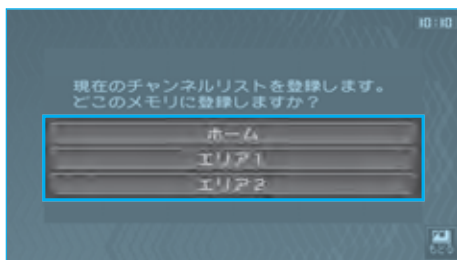 10:10
現在のチャンネルリストを登録します。
どこのメモリに登録しますか？
ホーム
エリア1
エリア2
もどる